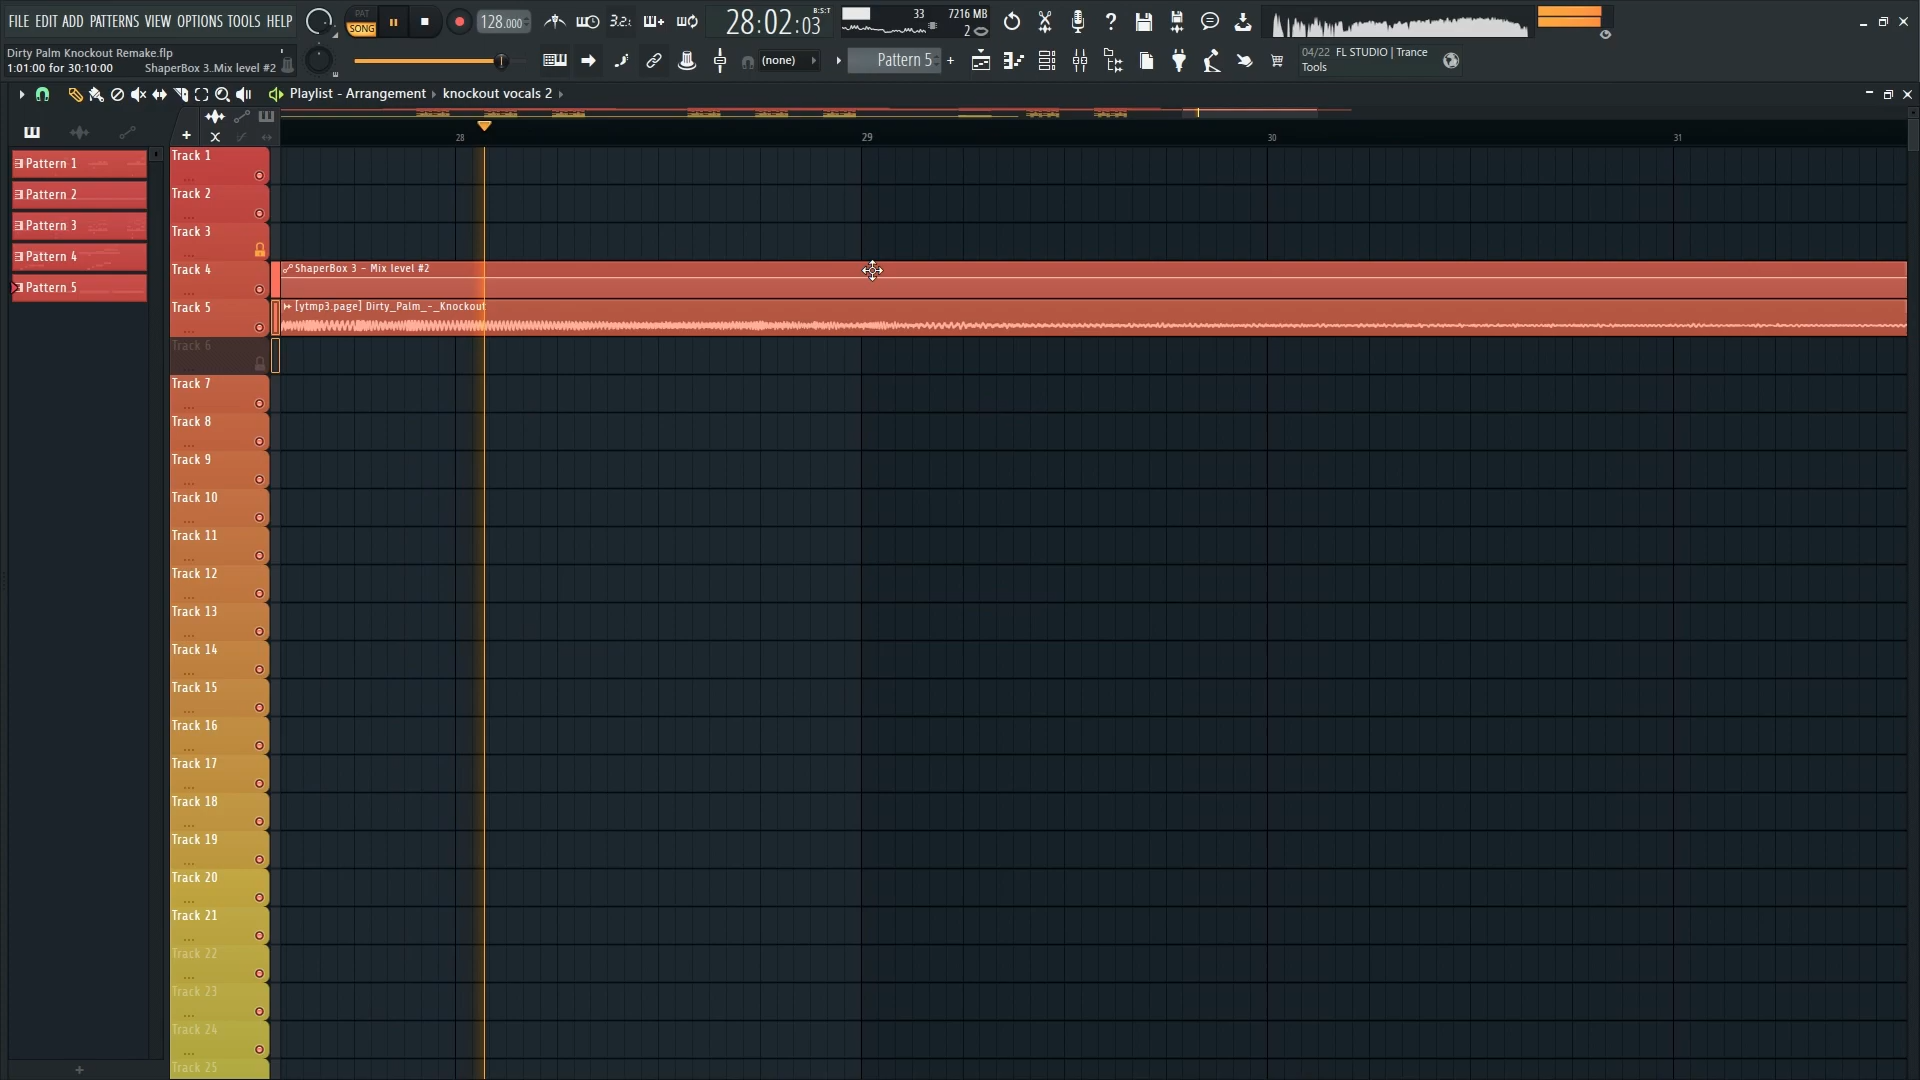 FILE EDIT ADD PATTERNS VIEW OPTIONS TOOLS HELP
PAT
SONG
128.000
3.2.
28:02:03
B:S:T
33
7216 MB
2
Dirty Palm Knockout Remake.flp
1:01:00 for 30:10:00
ShaperBox 3..Mix level #2
(none)
Pattern 5
+
04/22 FL STUDIO | Trance
Tools
Playlist - Arrangement › knockout vocals 2 ›
28
29
30
31
Pattern 1
Pattern 2
Pattern 3
Pattern 4
Pattern 5
Track 1
Track 2
Track 3
Track 4
ShaperBox 3 - Mix level #2
Track 5
[ytmp3.page] Dirty_Palm_-_Knockout
Track 6
Track 7
Track 8
Track 9
Track 10
Track 11
Track 12
Track 13
Track 14
Track 15
Track 16
Track 17
Track 18
Track 19
Track 20
Track 21
Track 22
Track 23
Track 24
Track 25